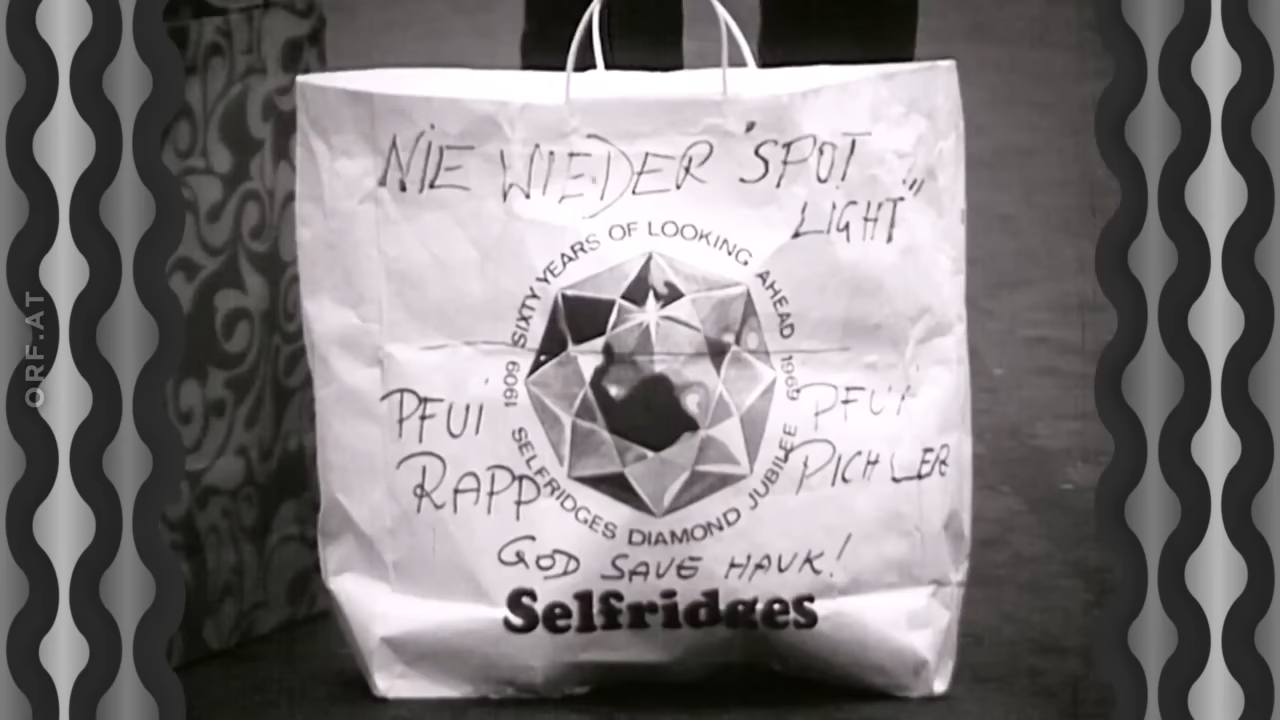 NIE WIEDER "SPOT
LIGHT"
SIXTY YEARS OF LOOKING AHEAD
1909
1969
PFUI
RAPP
PFUI
PICHLER
SELFRIDGES DIAMOND JUBILEE
GOD SAVE HAUK!
Selfridges
ORF.AT